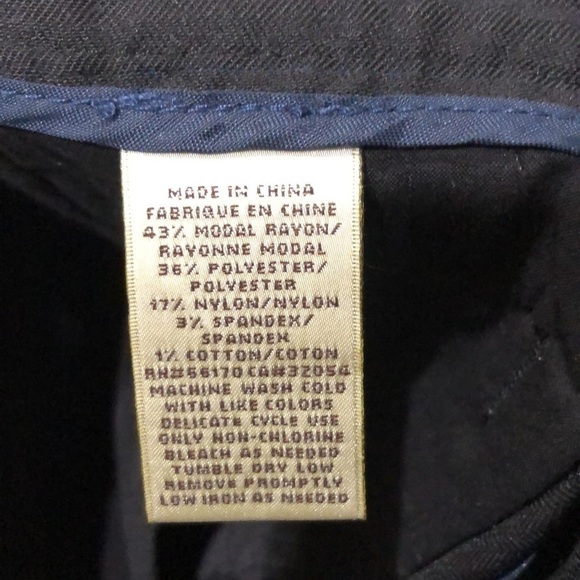 MADE IN CHINA
FABRIQUE EN CHINE
43% MODAL RAYON/
RAYONNE MODAL
36% POLYESTER/
POLYESTER
17% NYLON/NYLON
3% SPANDEX/
SPANDEX
1% COTTON/COTON
RN#66170 CA#32054
MACHINE WASH COLD
WITH LIKE COLORS
DELICATE CYCLE USE
ONLY NON-CHLORINE
BLEACH AS NEEDED
TUMBLE DRY LOW
REMOVE PROMPTLY
LOW IRON AS NEEDED